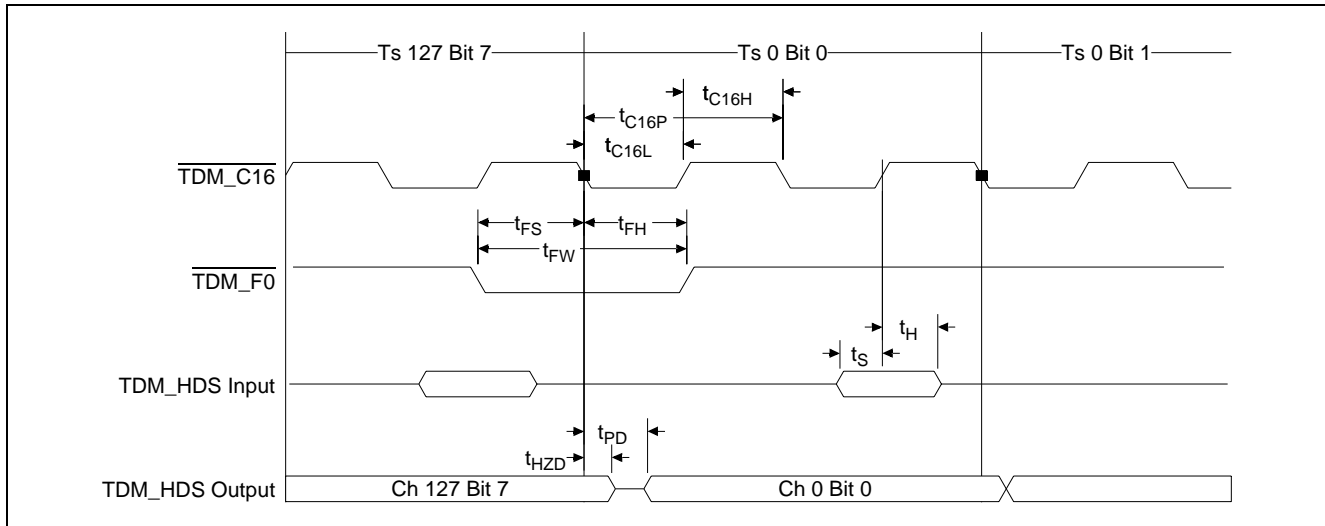 Ts 127 Bit 7
Ts 0 Bit 0
Ts 0 Bit 1
tC16H
tC16P
tC16L
TDM_C16
tFS
tFH
tFW
TDM_F0
tH
tS
TDM_HDS Input
tPD
tHZD
TDM_HDS Output
Ch 127 Bit 7
Ch 0 Bit 0